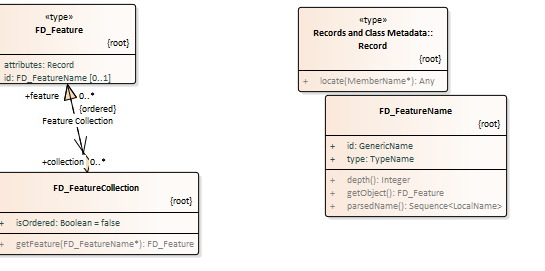 «type»
FD_Feature
{root}
attributes: Record
id: FD_FeatureName [0..1]
+feature 0..*
{ordered}
Feature Collection
+collection 0..*
FD_FeatureCollection
{root}
+ isOrdered: Boolean = false
+ getFeature(FD_FeatureName*): FD_Feature
«type»
Records and Class Metadata::
Record
{root}
+ locate(MemberName*): Any
FD_FeatureName
{root}
+ id: GenericName
+ type: TypeName
+ depth(): Integer
+ getObject(): FD_Feature
+ parsedName(): Sequence<LocalName>